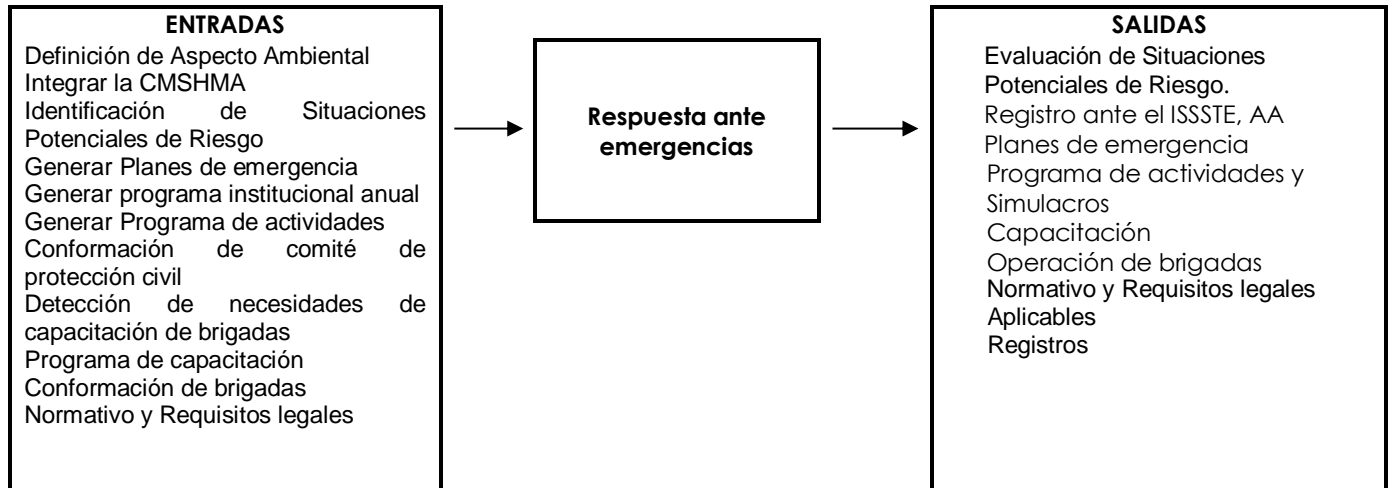 ENTRADAS
Definición de Aspecto Ambiental
Integrar la CMSHMA
Identificación de Situaciones
Potenciales de Riesgo
Generar Planes de emergencia
Generar programa institucional anual
Generar Programa de actividades
Conformación de comité de
protección civil
Detección de necesidades de
capacitación de brigadas
Programa de capacitación
Conformación de brigadas
Normativo y Requisitos legales
Respuesta ante
emergencias
SALIDAS
Evaluación de Situaciones
Potenciales de Riesgo.
Registro ante el ISSSTE, AA
Planes de emergencia
Programa de actividades y
Simulacros
Capacitación
Operación de brigadas
Normativo y Requisitos legales
Aplicables
Registros